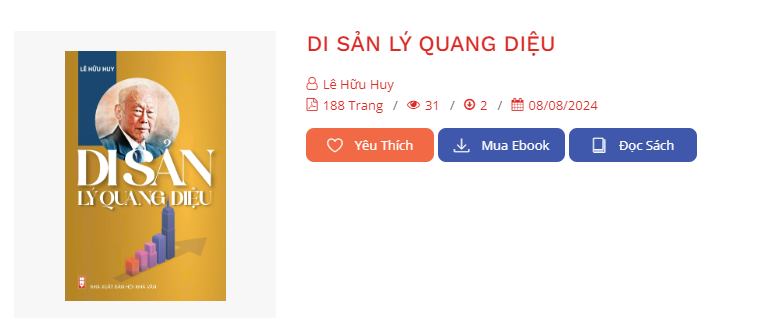 DI SẢN LÝ QUANG DIỆU
Lê Hữu Huy
188 Trang / 31 / 2 / 08/08/2024
Yêu Thích
Mua Ebook
Đọc Sách
LÊ HỮU HUY
DI SẢN
LÝ QUANG DIỆU
NHÀ XUẤT BẢN HỘI NHÀ VĂN